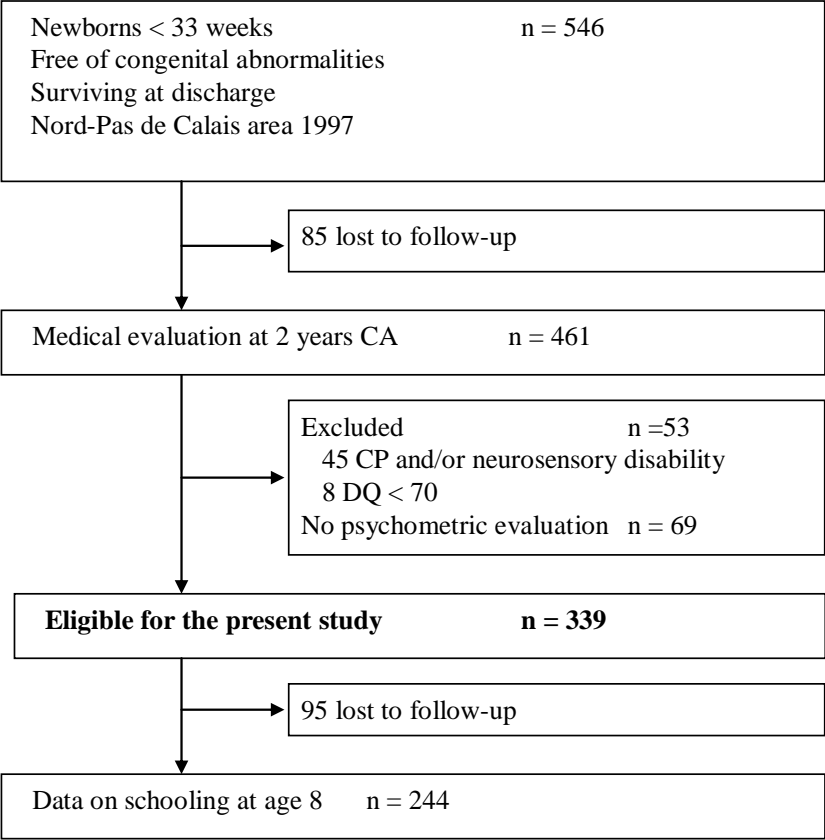 Newborns < 33 weeks n = 546
Free of congenital abnormalities
Surviving at discharge
Nord-Pas de Calais area 1997
85 lost to follow-up
Medical evaluation at 2 years CA n = 461
Excluded n =53
45 CP and/or neurosensory disability
8 DQ < 70
No psychometric evaluation n = 69
Eligible for the present study n = 339
95 lost to follow-up
Data on schooling at age 8 n = 244